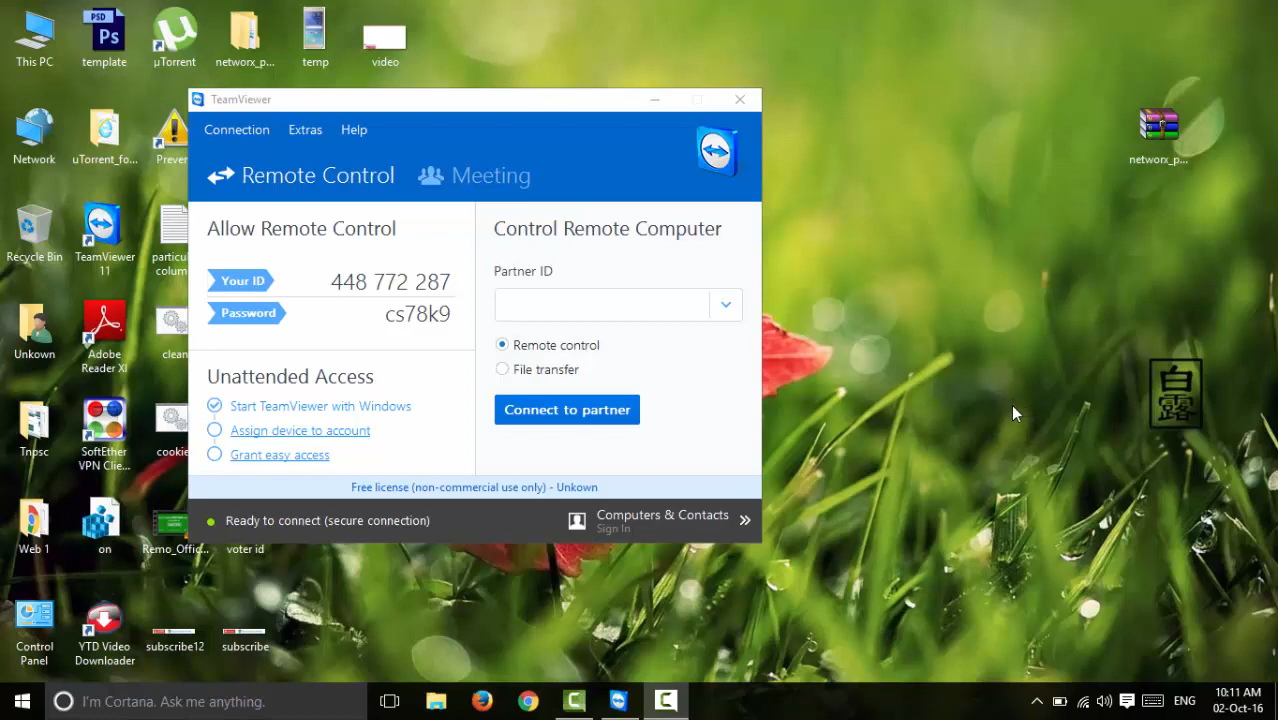 This PC
PSD
Ps
template
µTorrent
networx_p...
temp
video
Network
uTorrent_fo...
Preven
networx_p...
Recycle Bin
TeamViewer
11
particul
colum
Unkown
Adobe
Reader XI
clean
Tnpsc
SoftEther
VPN Clie...
cookie
Web 1
on
Remo_Offic...
voter id
Control
Panel
YTD Video
Downloader
subscribe12
subscribe
TeamViewer
Connection Extras Help
Remote Control Meeting
Allow Remote Control
Your ID 448 772 287
Password cs78k9
Unattended Access
Start TeamViewer with Windows
Assign device to account
Grant easy access
Control Remote Computer
Partner ID
Remote control
File transfer
Connect to partner
Free license (non-commercial use only) - Unkown
Ready to connect (secure connection)
Computers & Contacts
Sign In
白
露
I'm Cortana. Ask me anything.
ENG
10:11 AM
02-Oct-16